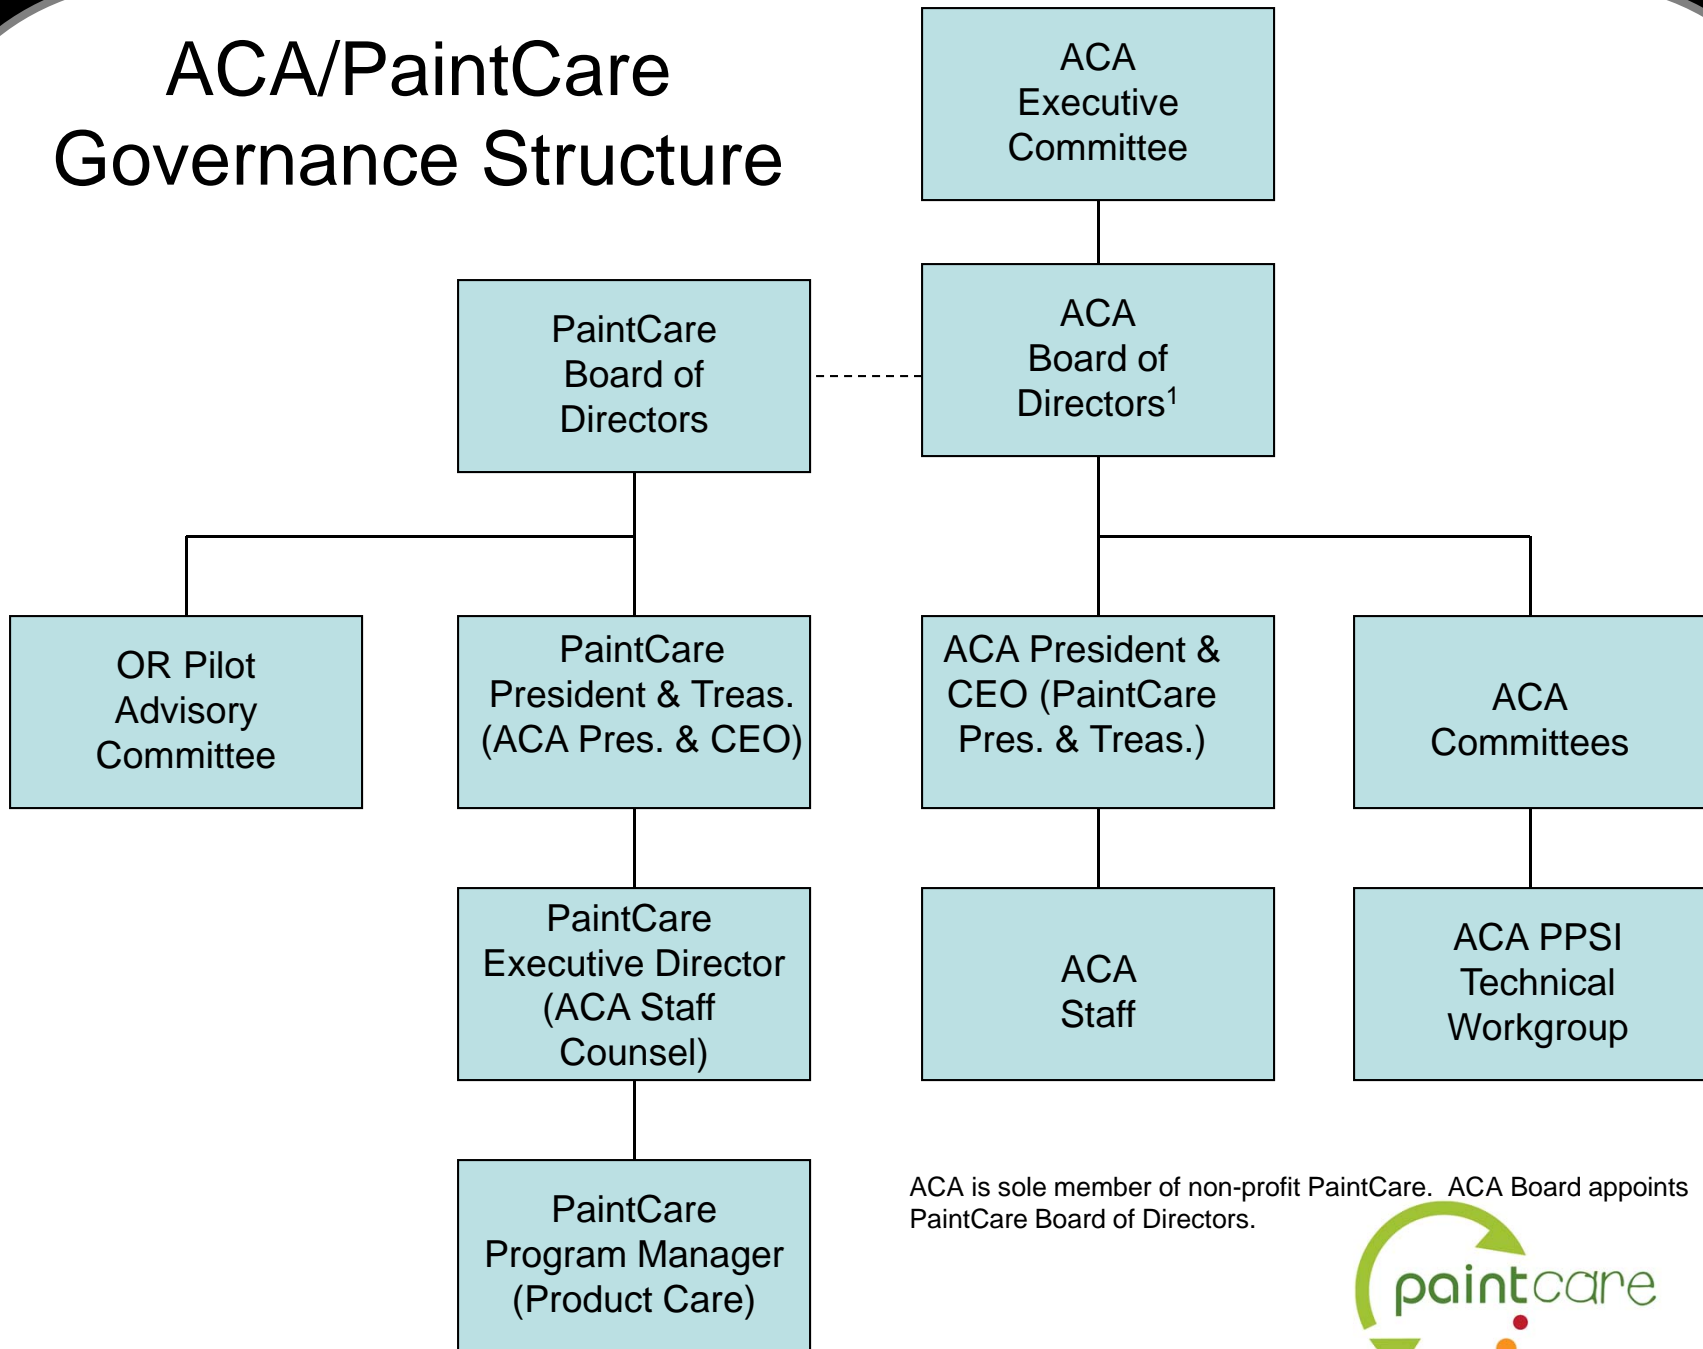 ACA/PaintCare
Governance Structure
ACA
Executive
Committee
PaintCare
Board of
Directors
ACA
Board of
Directors¹
OR Pilot
Advisory
Committee
PaintCare
President & Treas.
(ACA Pres. & CEO)
ACA President &
CEO (PaintCare
Pres. & Treas.)
ACA
Committees
PaintCare
Executive Director
(ACA Staff
Counsel)
ACA
Staff
ACA PPSI
Technical
Workgroup
PaintCare
Program Manager
(Product Care)
ACA is sole member of non-profit PaintCare.  ACA Board appoints
PaintCare Board of Directors.
paintcare